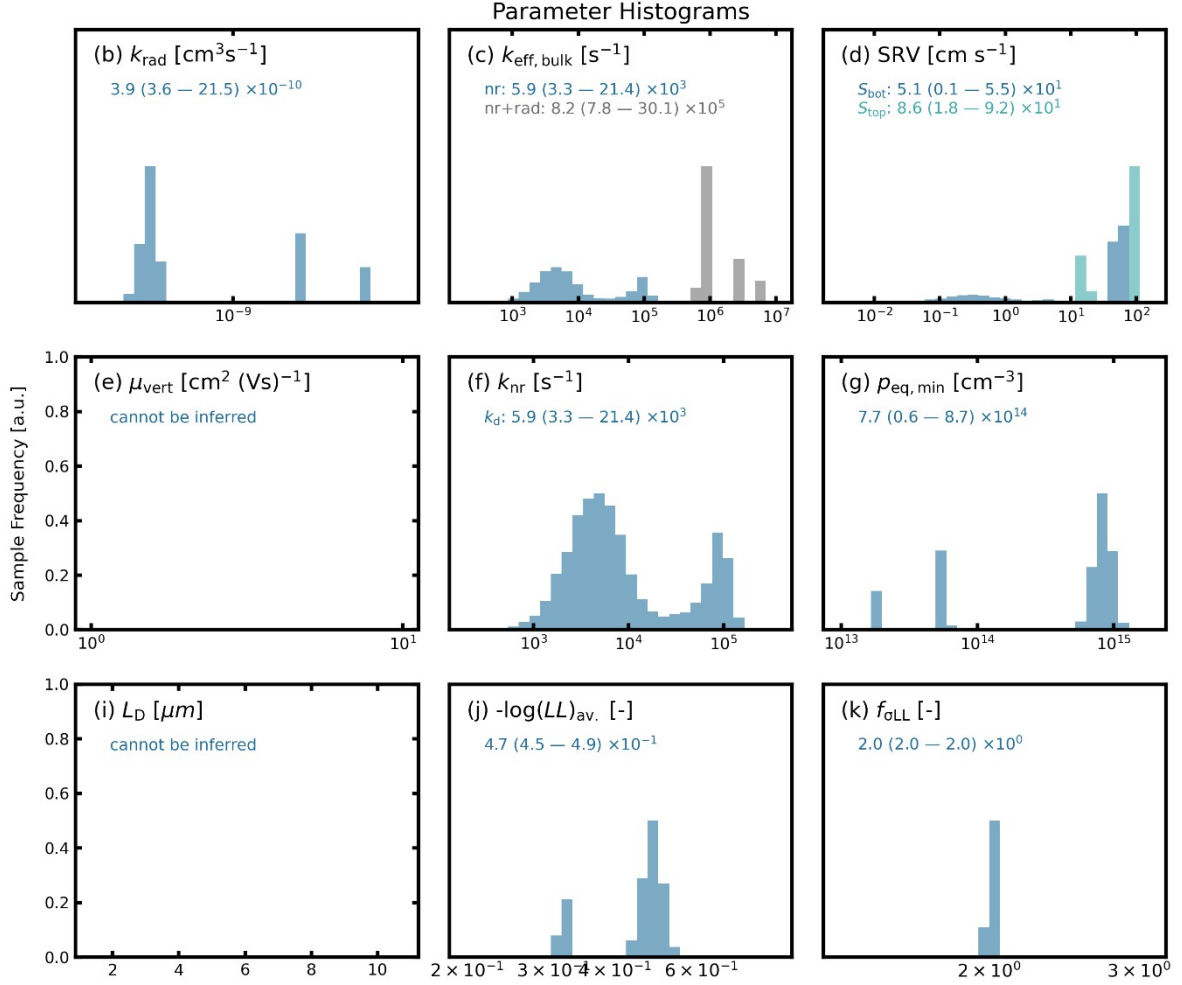 Parameter Histograms
(b) k_rad [cm³s⁻¹]
3.9 (3.6 — 21.5) ×10⁻¹⁰
10⁻⁹
(c) k_eff, bulk [s⁻¹]
nr: 5.9 (3.3 — 21.4) ×10³
nr+rad: 8.2 (7.8 — 30.1) ×10⁵
10³ 10⁴ 10⁵ 10⁶ 10⁷
(d) SRV [cm s⁻¹]
S_bot: 5.1 (0.1 — 5.5) ×10¹
S_top: 8.6 (1.8 — 9.2) ×10¹
10⁻² 10⁻¹ 10⁰ 10¹ 10²
Sample Frequency [a.u.]
(e) μ_vert [cm² (Vs)⁻¹]
cannot be inferred
1.0
0.8
0.6
0.4
0.2
0.0
10⁰ 10¹
(f) k_nr [s⁻¹]
k_d: 5.9 (3.3 — 21.4) ×10³
10³ 10⁴ 10⁵
(g) p_eq, min [cm⁻³]
7.7 (0.6 — 8.7) ×10¹⁴
10¹³ 10¹⁴ 10¹⁵
(i) L_D [μm]
cannot be inferred
1.0
0.8
0.6
0.4
0.2
0.0
2 4 6 8 10
(j) -log(LL)_av. [-]
4.7 (4.5 — 4.9) ×10⁻¹
2 × 10⁻¹ 3 × 10⁻¹ 4 × 10⁻¹ 6 × 10⁻¹
(k) f_σLL [-]
2.0 (2.0 — 2.0) ×10⁰
2 × 10⁰ 3 × 10⁰